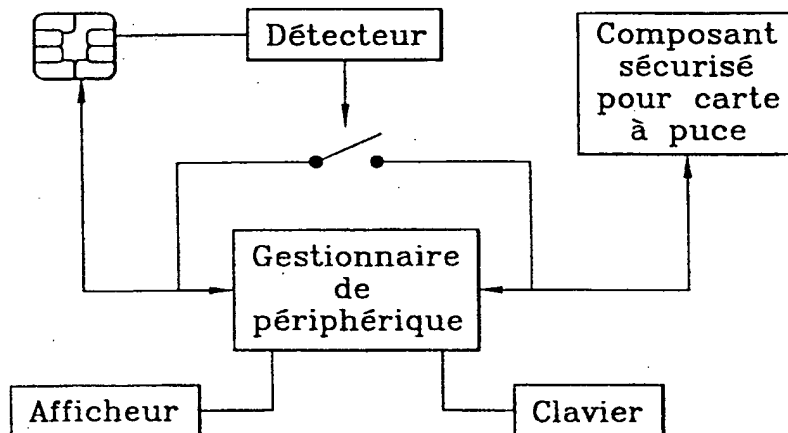 Détecteur
Composant
sécurisé
pour carte
à puce
Gestionnaire
de
périphérique
Afficheur
Clavier